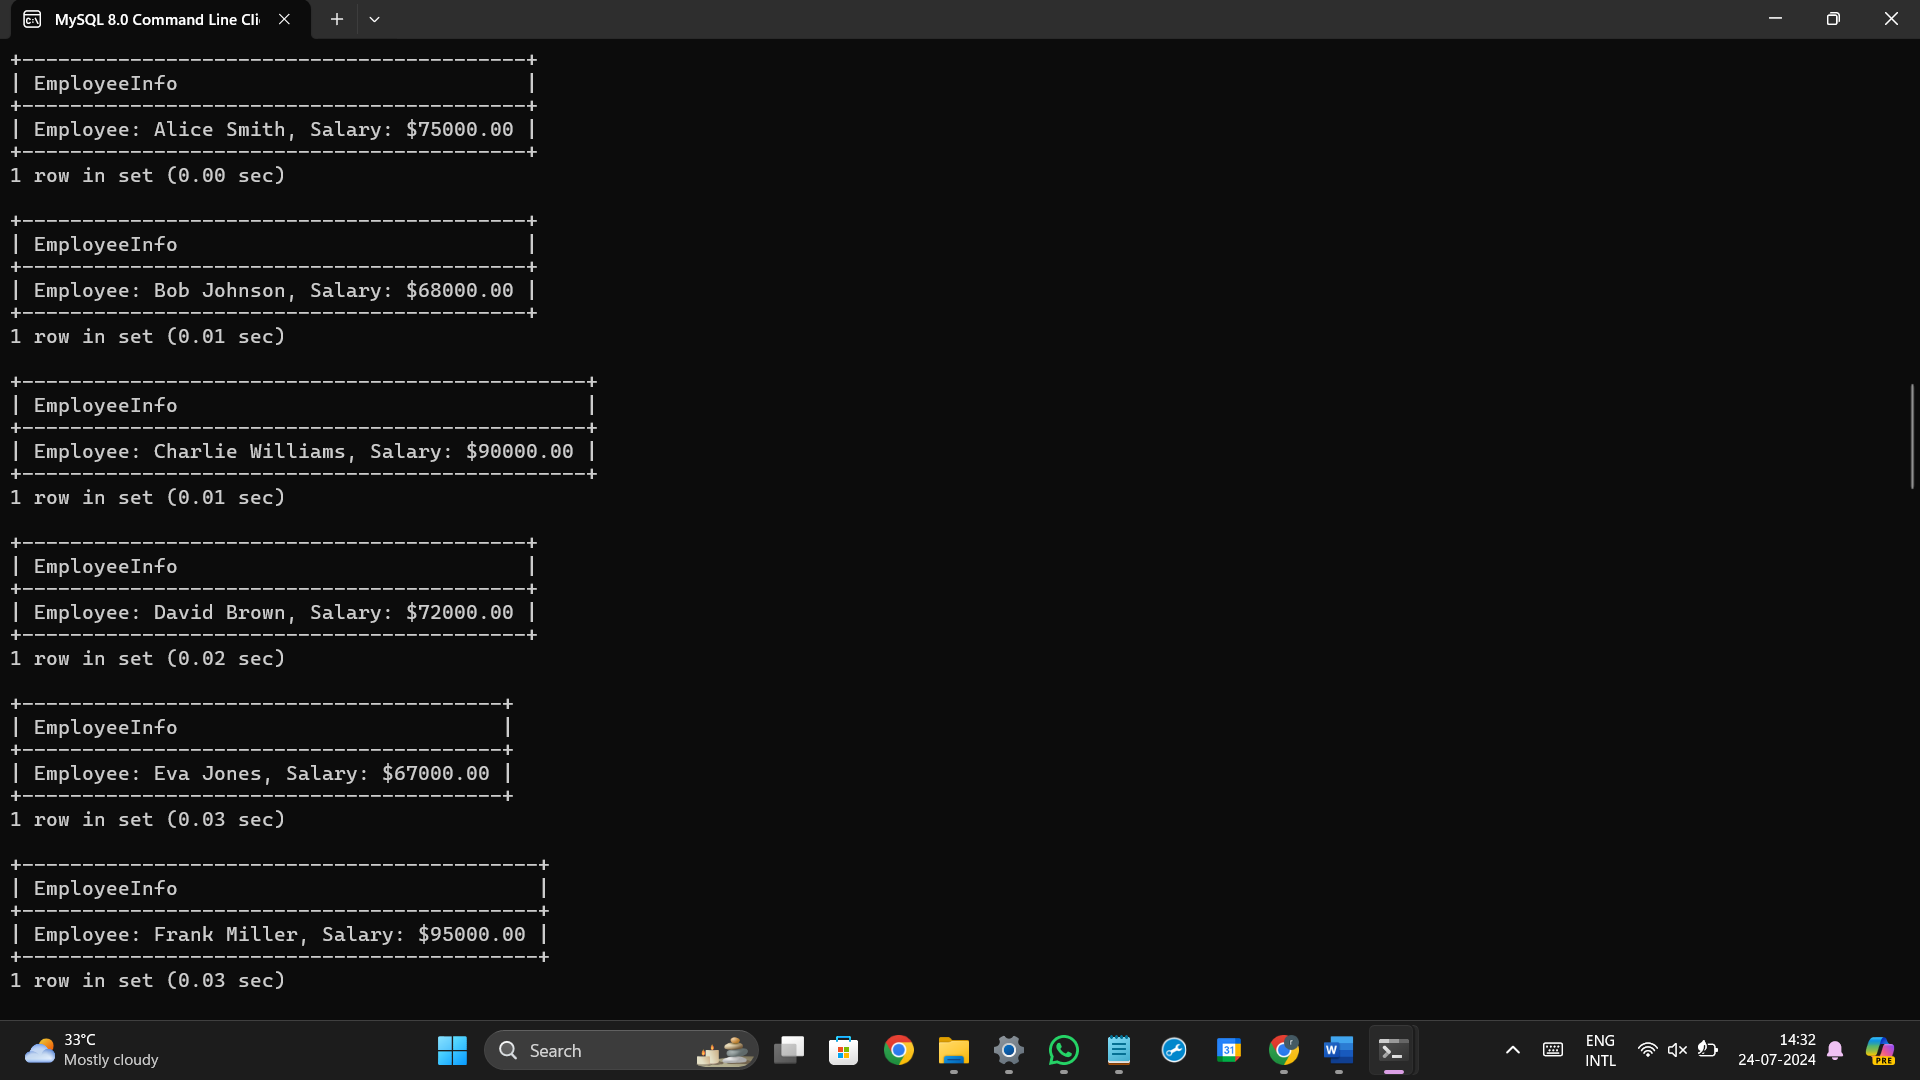 MySQL 8.0 Command Line Cli
+------------------------------------------+
| EmployeeInfo                             |
+------------------------------------------+
| Employee: Alice Smith, Salary: $75000.00 |
+------------------------------------------+
1 row in set (0.00 sec)
+------------------------------------------+
| EmployeeInfo                             |
+------------------------------------------+
| Employee: Bob Johnson, Salary: $68000.00 |
+------------------------------------------+
1 row in set (0.01 sec)
+-----------------------------------------------+
| EmployeeInfo                                  |
+-----------------------------------------------+
| Employee: Charlie Williams, Salary: $90000.00 |
+-----------------------------------------------+
1 row in set (0.01 sec)
+------------------------------------------+
| EmployeeInfo                             |
+------------------------------------------+
| Employee: David Brown, Salary: $72000.00 |
+------------------------------------------+
1 row in set (0.02 sec)
+----------------------------------------+
| EmployeeInfo                           |
+----------------------------------------+
| Employee: Eva Jones, Salary: $67000.00 |
+----------------------------------------+
1 row in set (0.03 sec)
+-------------------------------------------+
| EmployeeInfo                              |
+-------------------------------------------+
| Employee: Frank Miller, Salary: $95000.00 |
+-------------------------------------------+
1 row in set (0.03 sec)
33°C
Mostly cloudy
Search
31
r
W
PRE
ENG
INTL
14:32
24-07-2024